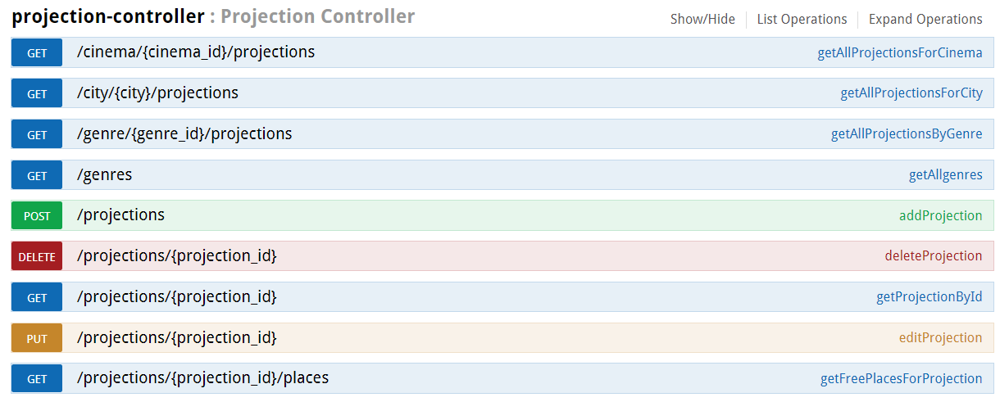 projection-controller : Projection Controller Show/Hide List Operations Expand Operations
GET /cinema/{cinema_id}/projections getAllProjectionsForCinema
GET /city/{city}/projections getAllProjectionsForCity
GET /genre/{genre_id}/projections getAllProjectionsByGenre
GET /genres getAllgenres
POST /projections addProjection
DELETE /projections/{projection_id} deleteProjection
GET /projections/{projection_id} getProjectionById
PUT /projections/{projection_id} editProjection
GET /projections/{projection_id}/places getFreePlacesForProjection